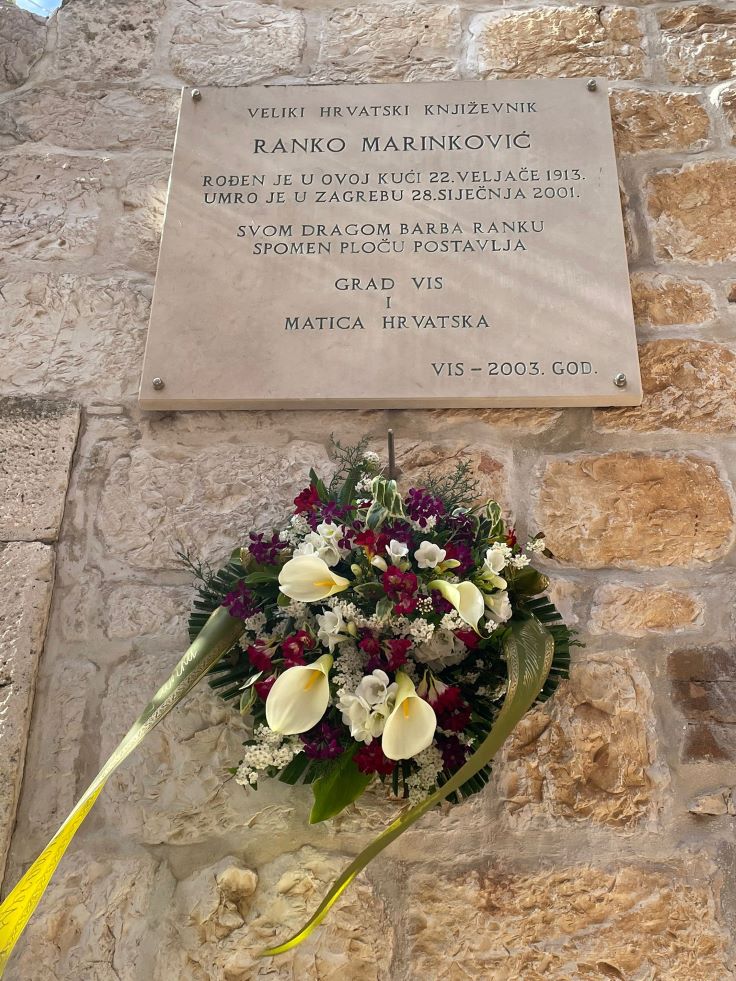 VELIKI HRVATSKI KNJIŽEVNIK
RANKO MARINKOVIĆ
ROĐEN JE U OVOJ KUĆI 22.VELJAČE 1913.
UMRO JE U ZAGREBU 28.SIJEČNJA 2001.
SVOM DRAGOM BARBA RANKU
SPOMEN PLOČU POSTAVLJA
GRAD VIS
I
MATICA HRVATSKA
VIS – 2003. GOD.